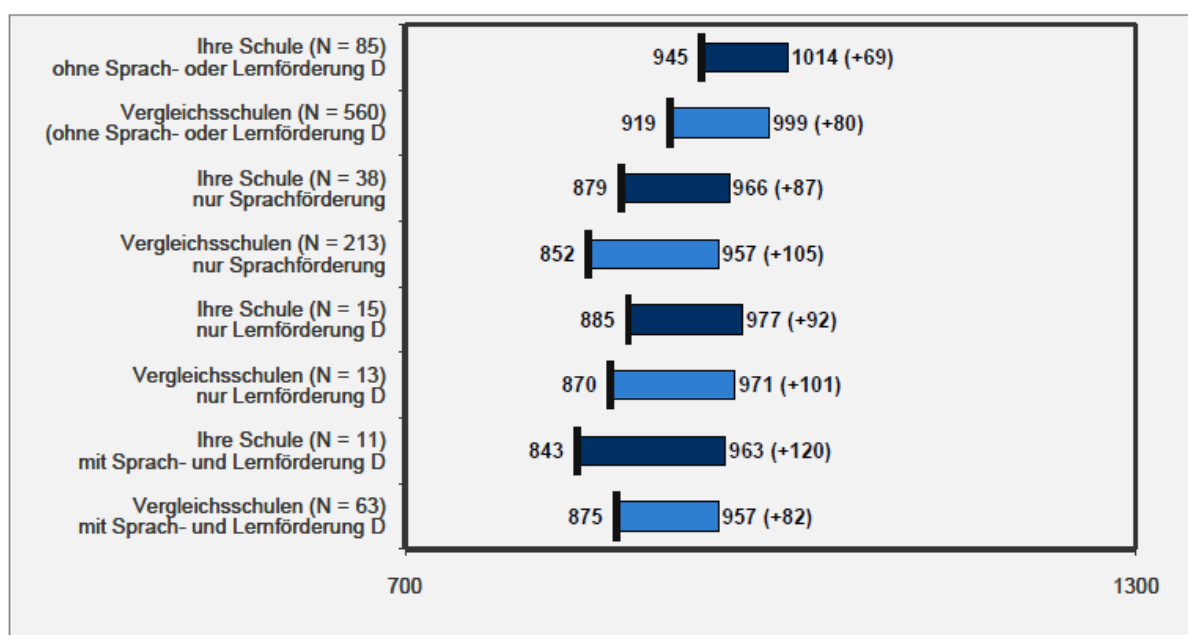 Ihre Schule (N = 85)
ohne Sprach- oder Lernförderung D
945 1014 (+69)
Vergleichsschulen (N = 560)
(ohne Sprach- oder Lernförderung D
919 999 (+80)
Ihre Schule (N = 38)
nur Sprachförderung
879 966 (+87)
Vergleichsschulen (N = 213)
nur Sprachförderung
852 957 (+105)
Ihre Schule (N = 15)
nur Lernförderung D
885 977 (+92)
Vergleichsschulen (N = 13)
nur Lernförderung D
870 971 (+101)
Ihre Schule (N = 11)
mit Sprach- und Lernförderung D
843 963 (+120)
Vergleichsschulen (N = 63)
mit Sprach- und Lernförderung D
875 957 (+82)
700 1300